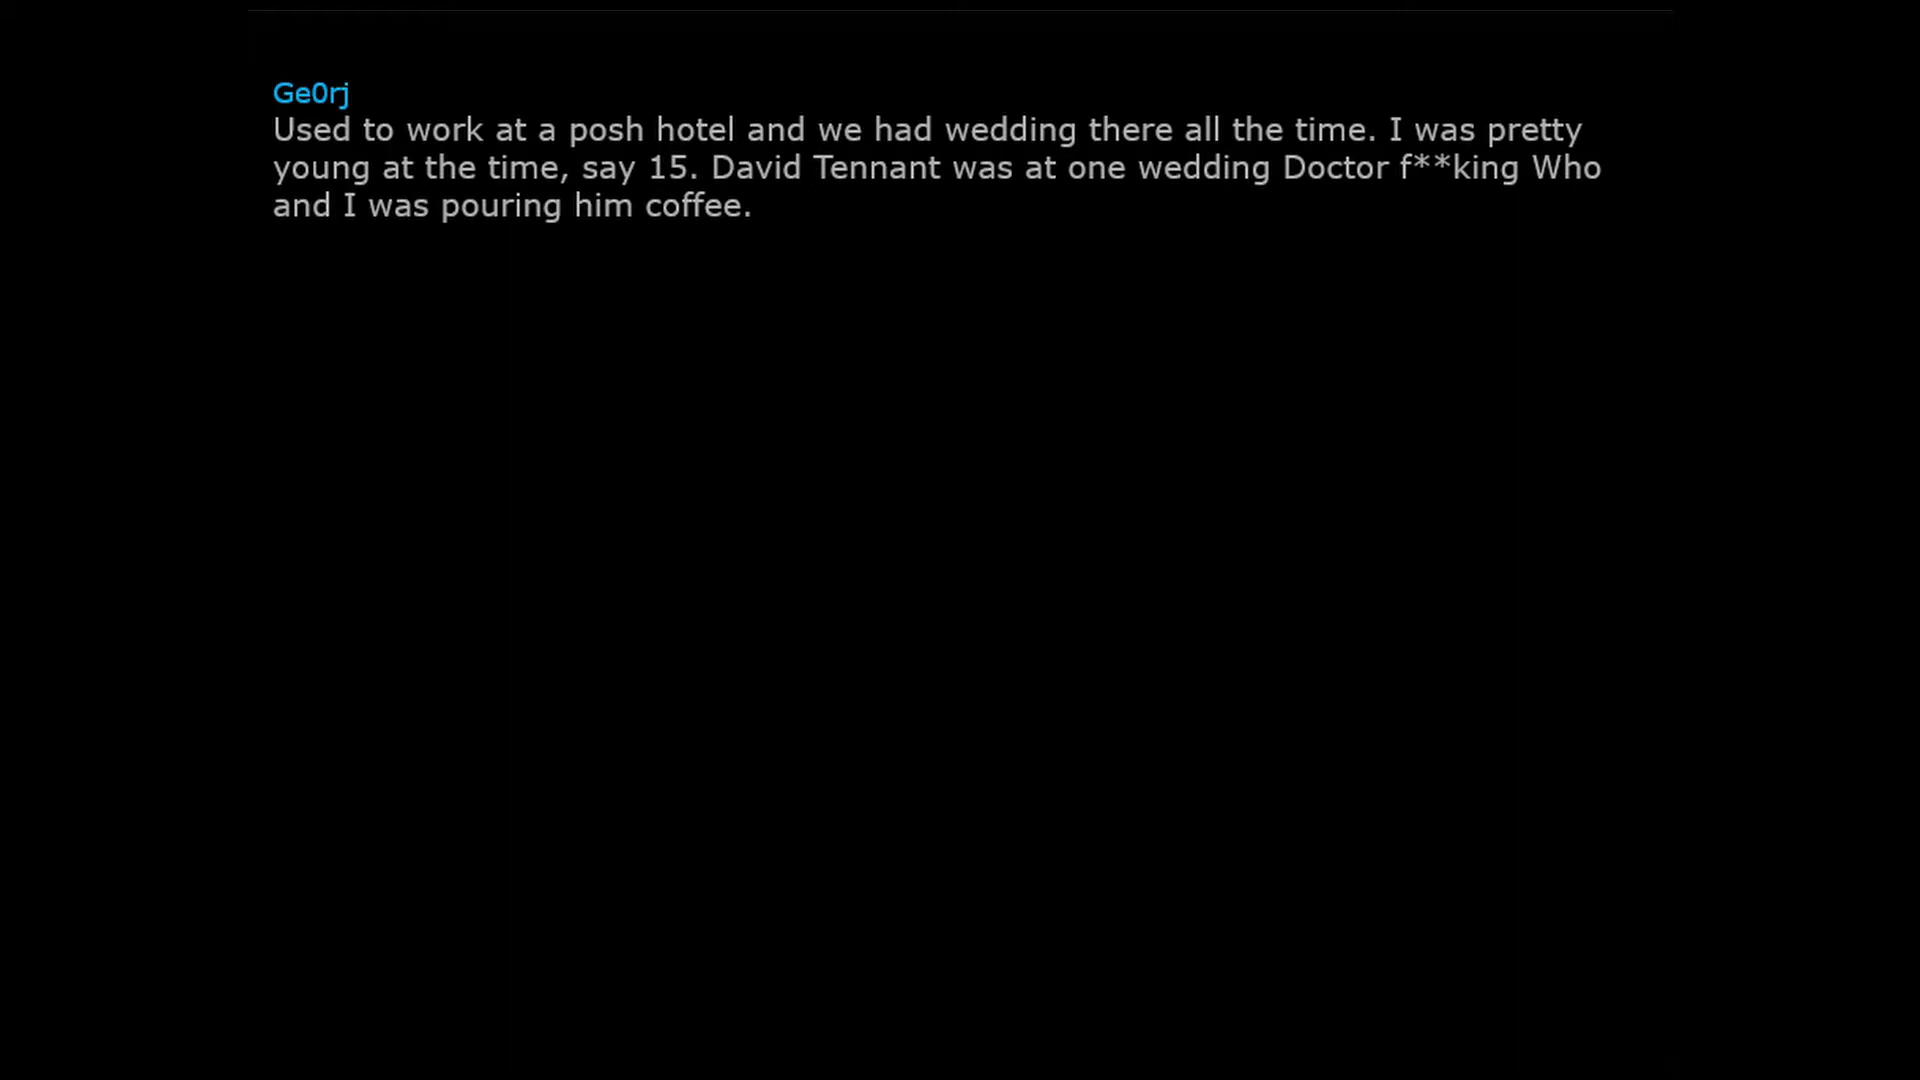 Ge0rj
Used to work at a posh hotel and we had wedding there all the time. I was pretty
young at the time, say 15. David Tennant was at one wedding Doctor f**king Who
and I was pouring him coffee.